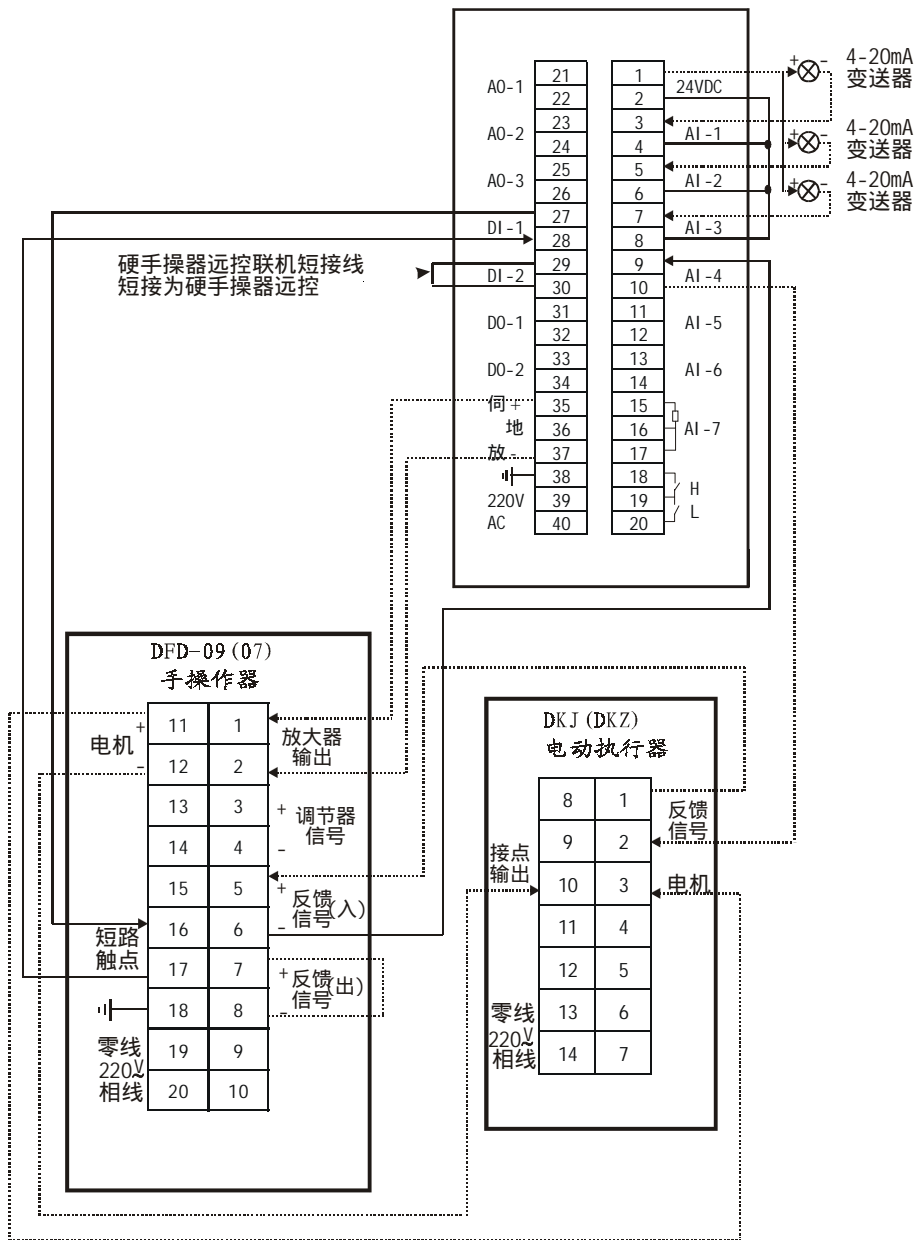 4-20mA
变送器
4-20mA
变送器
4-20mA
变送器
AO-1
21
22
AO-2
23
24
AO-3
25
26
DI-1
27
28
DI-2
29
30
DO-1
31
32
DO-2
33
34
伺+
35
地
36
放-
37
38
220V
39
AC
40
1
24VDC
2
3
AI-1
4
5
AI-2
6
7
AI-3
8
9
AI-4
10
11
AI-5
12
13
AI-6
14
15
16
AI-7
17
18
H
19
L
20
硬手操器远控联机短接线
短接为硬手操器远控
DFD-09(07)
手操作器
电机
+
-
11
12
13
14
15
16
17
18
19
20
1
2
3
4
5
6
7
8
9
10
放大器
输出
+
调节器
信号
-
+
反馈
信号(入)
-
+
反馈
信号(出)
-
短路
触点
零线
220V
相线
DKJ(DKZ)
电动执行器
8
9
10
11
12
13
14
1
2
3
4
5
6
7
反馈
信号
电机
接点
输出
零线
220V
相线